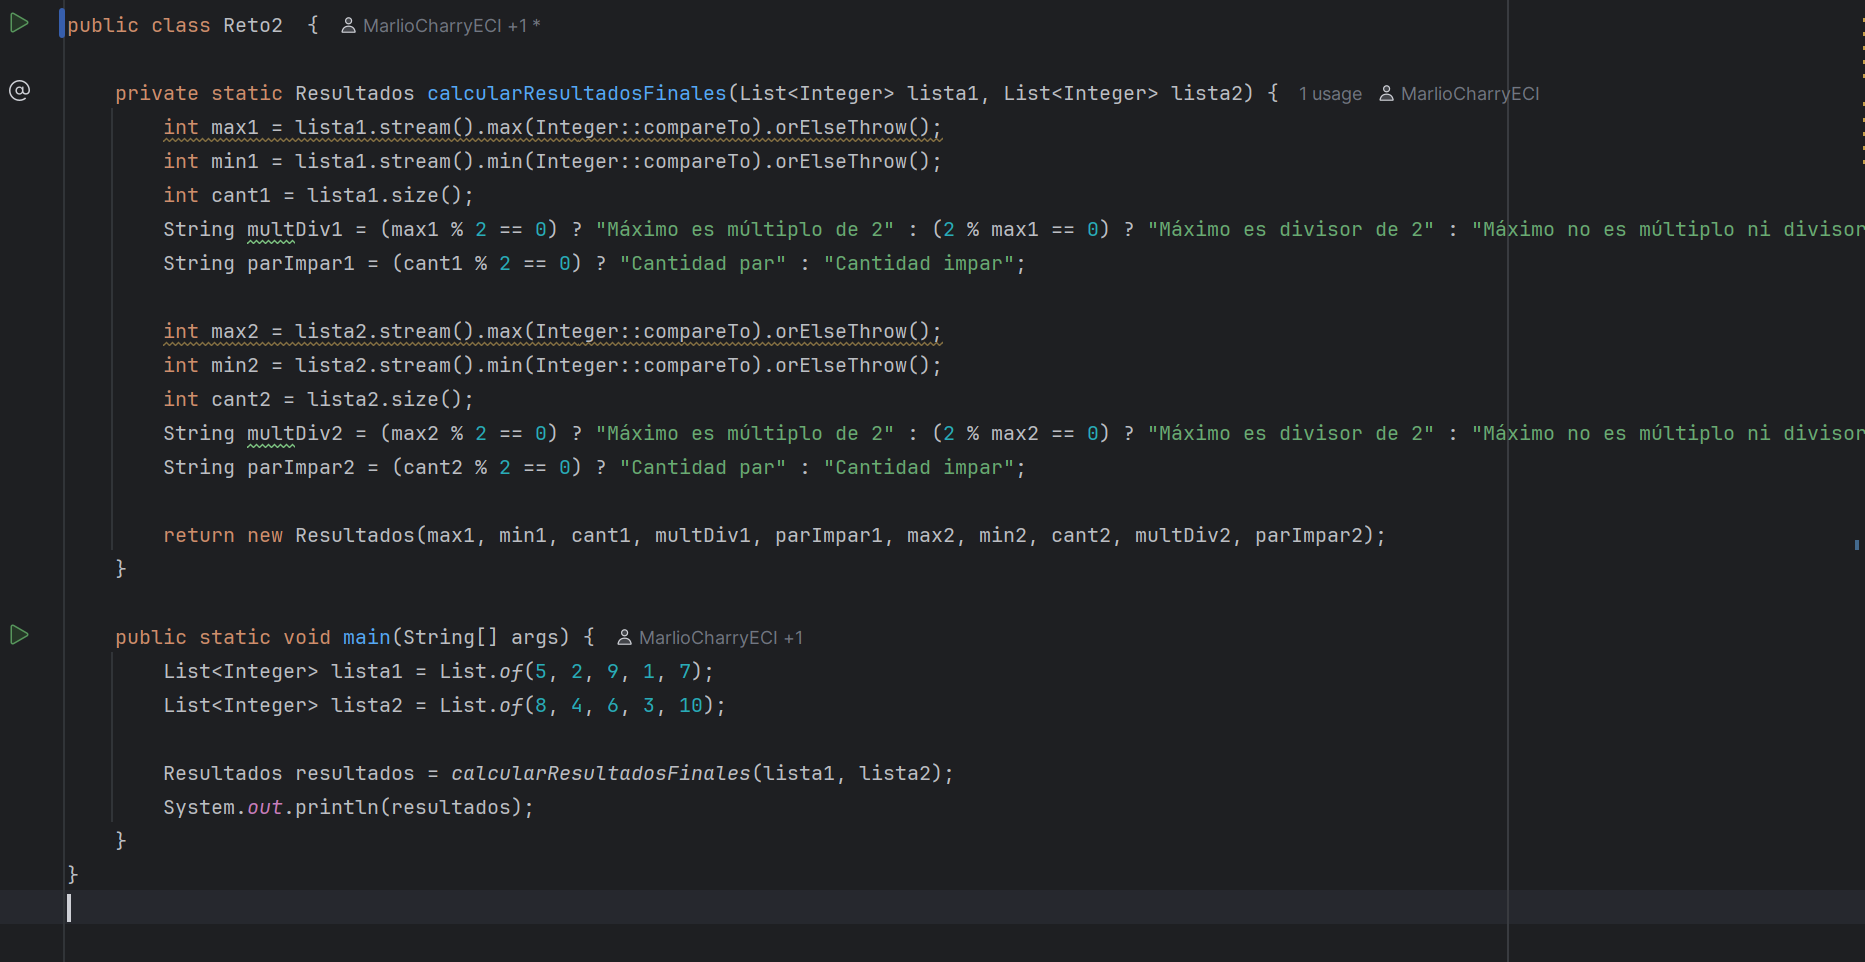 public class Reto2  {  MarlioCharryECI +1 *
@
private static Resultados calcularResultadosFinales(List<Integer> lista1, List<Integer> lista2) {  1 usage  MarlioCharryECI
int max1 = lista1.stream().max(Integer::compareTo).orElseThrow();
int min1 = lista1.stream().min(Integer::compareTo).orElseThrow();
int cant1 = lista1.size();
String multDiv1 = (max1 % 2 == 0) ? "Máximo es múltiplo de 2" : (2 % max1 == 0) ? "Máximo es divisor de 2" : "Máximo no es múltiplo ni divisor
String parImpar1 = (cant1 % 2 == 0) ? "Cantidad par" : "Cantidad impar";
int max2 = lista2.stream().max(Integer::compareTo).orElseThrow();
int min2 = lista2.stream().min(Integer::compareTo).orElseThrow();
int cant2 = lista2.size();
String multDiv2 = (max2 % 2 == 0) ? "Máximo es múltiplo de 2" : (2 % max2 == 0) ? "Máximo es divisor de 2" : "Máximo no es múltiplo ni divisor
String parImpar2 = (cant2 % 2 == 0) ? "Cantidad par" : "Cantidad impar";
return new Resultados(max1, min1, cant1, multDiv1, parImpar1, max2, min2, cant2, multDiv2, parImpar2);
}
public static void main(String[] args) {  MarlioCharryECI +1
List<Integer> lista1 = List.of(5, 2, 9, 1, 7);
List<Integer> lista2 = List.of(8, 4, 6, 3, 10);
Resultados resultados = calcularResultadosFinales(lista1, lista2);
System.out.println(resultados);
}
}